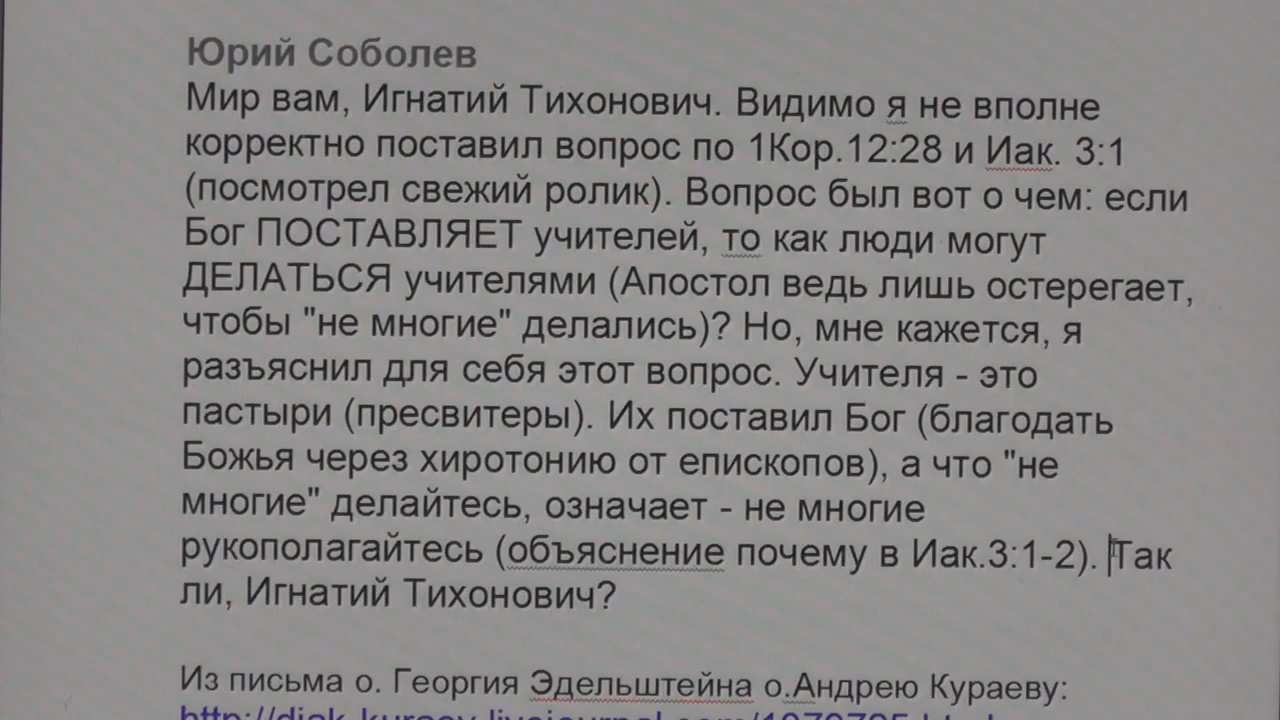 Юрий Соболев
Мир вам, Игнатий Тихонович. Видимо я не вполне
корректно поставил вопрос по 1Кор.12:28 и Иак. 3:1
(посмотрел свежий ролик). Вопрос был вот о чем: если
Бог ПОСТАВЛЯЕТ учителей, то как люди могут
ДЕЛАТЬСЯ учителями (Апостол ведь лишь остерегает,
чтобы "не многие" делались)? Но, мне кажется, я
разъяснил для себя этот вопрос. Учителя - это
пастыри (пресвитеры). Их поставил Бог (благодать
Божья через хиротонию от епископов), а что "не
многие" делайтесь, означает - не многие
рукополагайтесь (объяснение почему в Иак.3:1-2). Так
ли, Игнатий Тихонович?
Из письма о. Георгия Эдельштейна о.Андрею Кураеву: